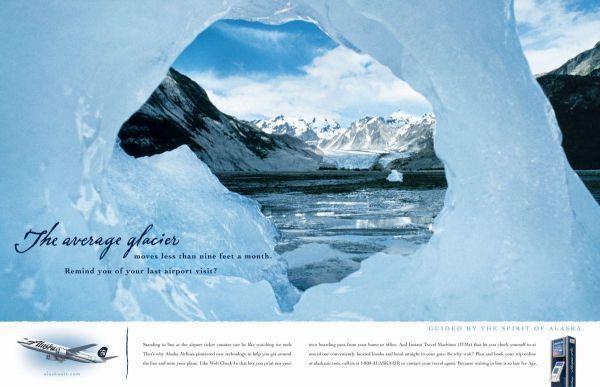 The average glacier
moves less than nine feet a month.
Remind you of your last airport visit?
GUIDED BY THE SPIRIT OF ALASKA.
Alaska
alaskaair.com
Standing in line at the airport ticket counter can be like watching ice melt.
That's why Alaska Airlines pioneered new technology to help you get around
the line and onto your plane. Like Web Check-In that lets you print out your
own boarding pass from your home or office. And Instant Travel Machines (ITMs) that let you check yourself in at
one of our conveniently located kiosks and head straight to your gate. So why wait? Plan and book your trip online
at alaskaair.com, call us at 1-800-ALASKAAIR or contact your travel agent. Because waiting in line is so last Ice Age.